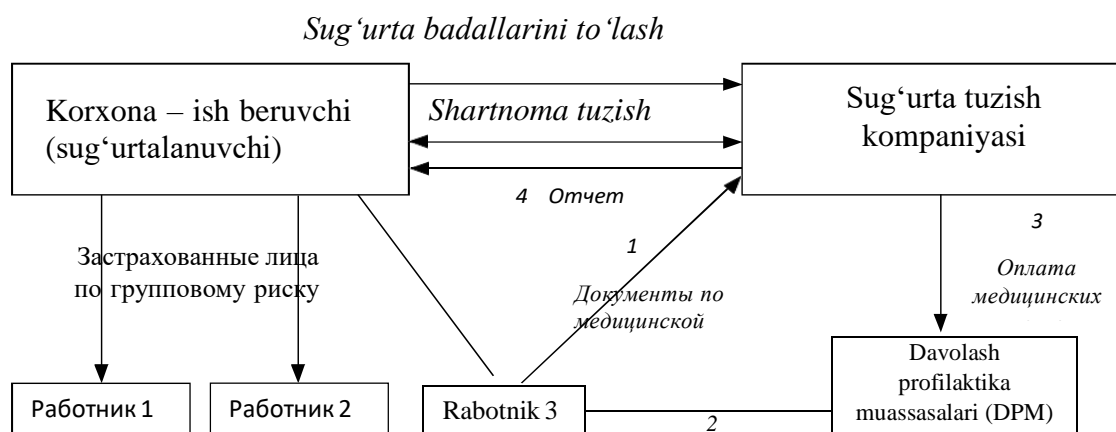 Sug‘urta badallarini to‘lash
Korxona – ish beruvchi
(sug‘urtalanuvchi)
Shartnoma tuzish
Sug‘urta tuzish
kompaniyasi
4 Отчет
1
3
Застрахованные лица
по групповому риску
Документы по
медицинской
Оплата
медицинских
Работник 1
Работник 2
Rabotnik 3
2
Davolash
profilaktika
muassasalari (DPM)